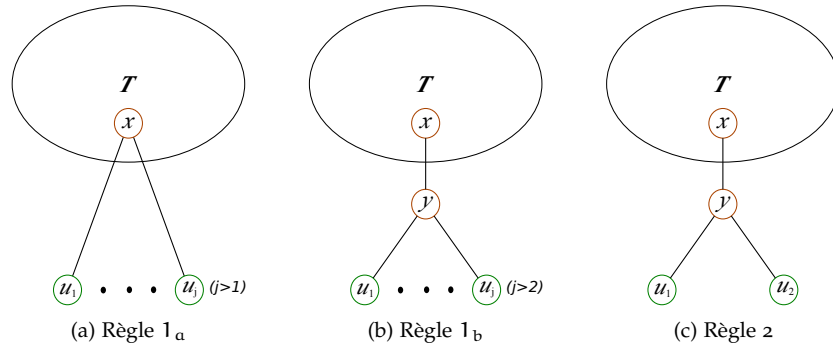 T T T
x x x
y y
u₁ . . . . uⱼ (j>1) u₁ . . . . uⱼ (j>2) u₁ u₂
(a) Règle 1a (b) Règle 1b (c) Règle 2